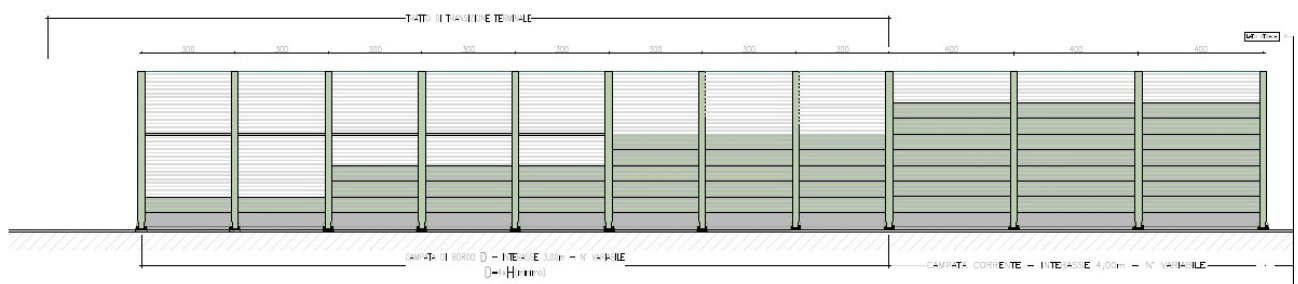 TRATTO DI TRANSIZIONE TERMINALE
300 300 300 300 300 300 300 300 400 400 400
CAMPATA DI BORDO D - INTERASSE 3,00m - N° VARIABILE
D=4xH(minimo)
CAMPATA CORRENTE - INTERASSE 4,00m - N° VARIABILE